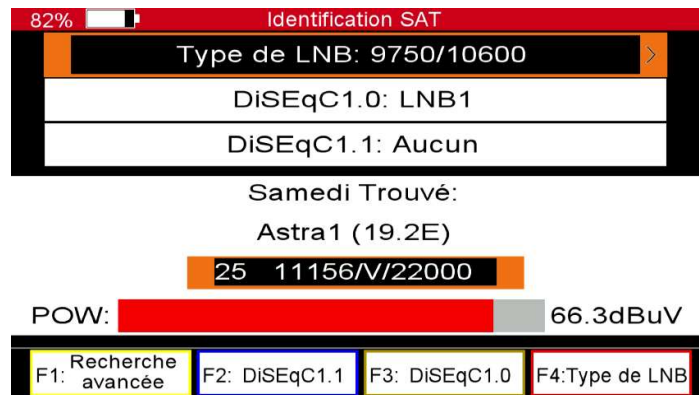 82% Identification SAT
Type de LNB: 9750/10600 >
DiSEqC1.0: LNB1
DiSEqC1.1: Aucun
Samedi Trouvé:
Astra1 (19.2E)
25 11156/V/22000
POW: 66.3dBuV
F1: Recherche avancée F2: DiSEqC1.1 F3: DiSEqC1.0 F4:Type de LNB